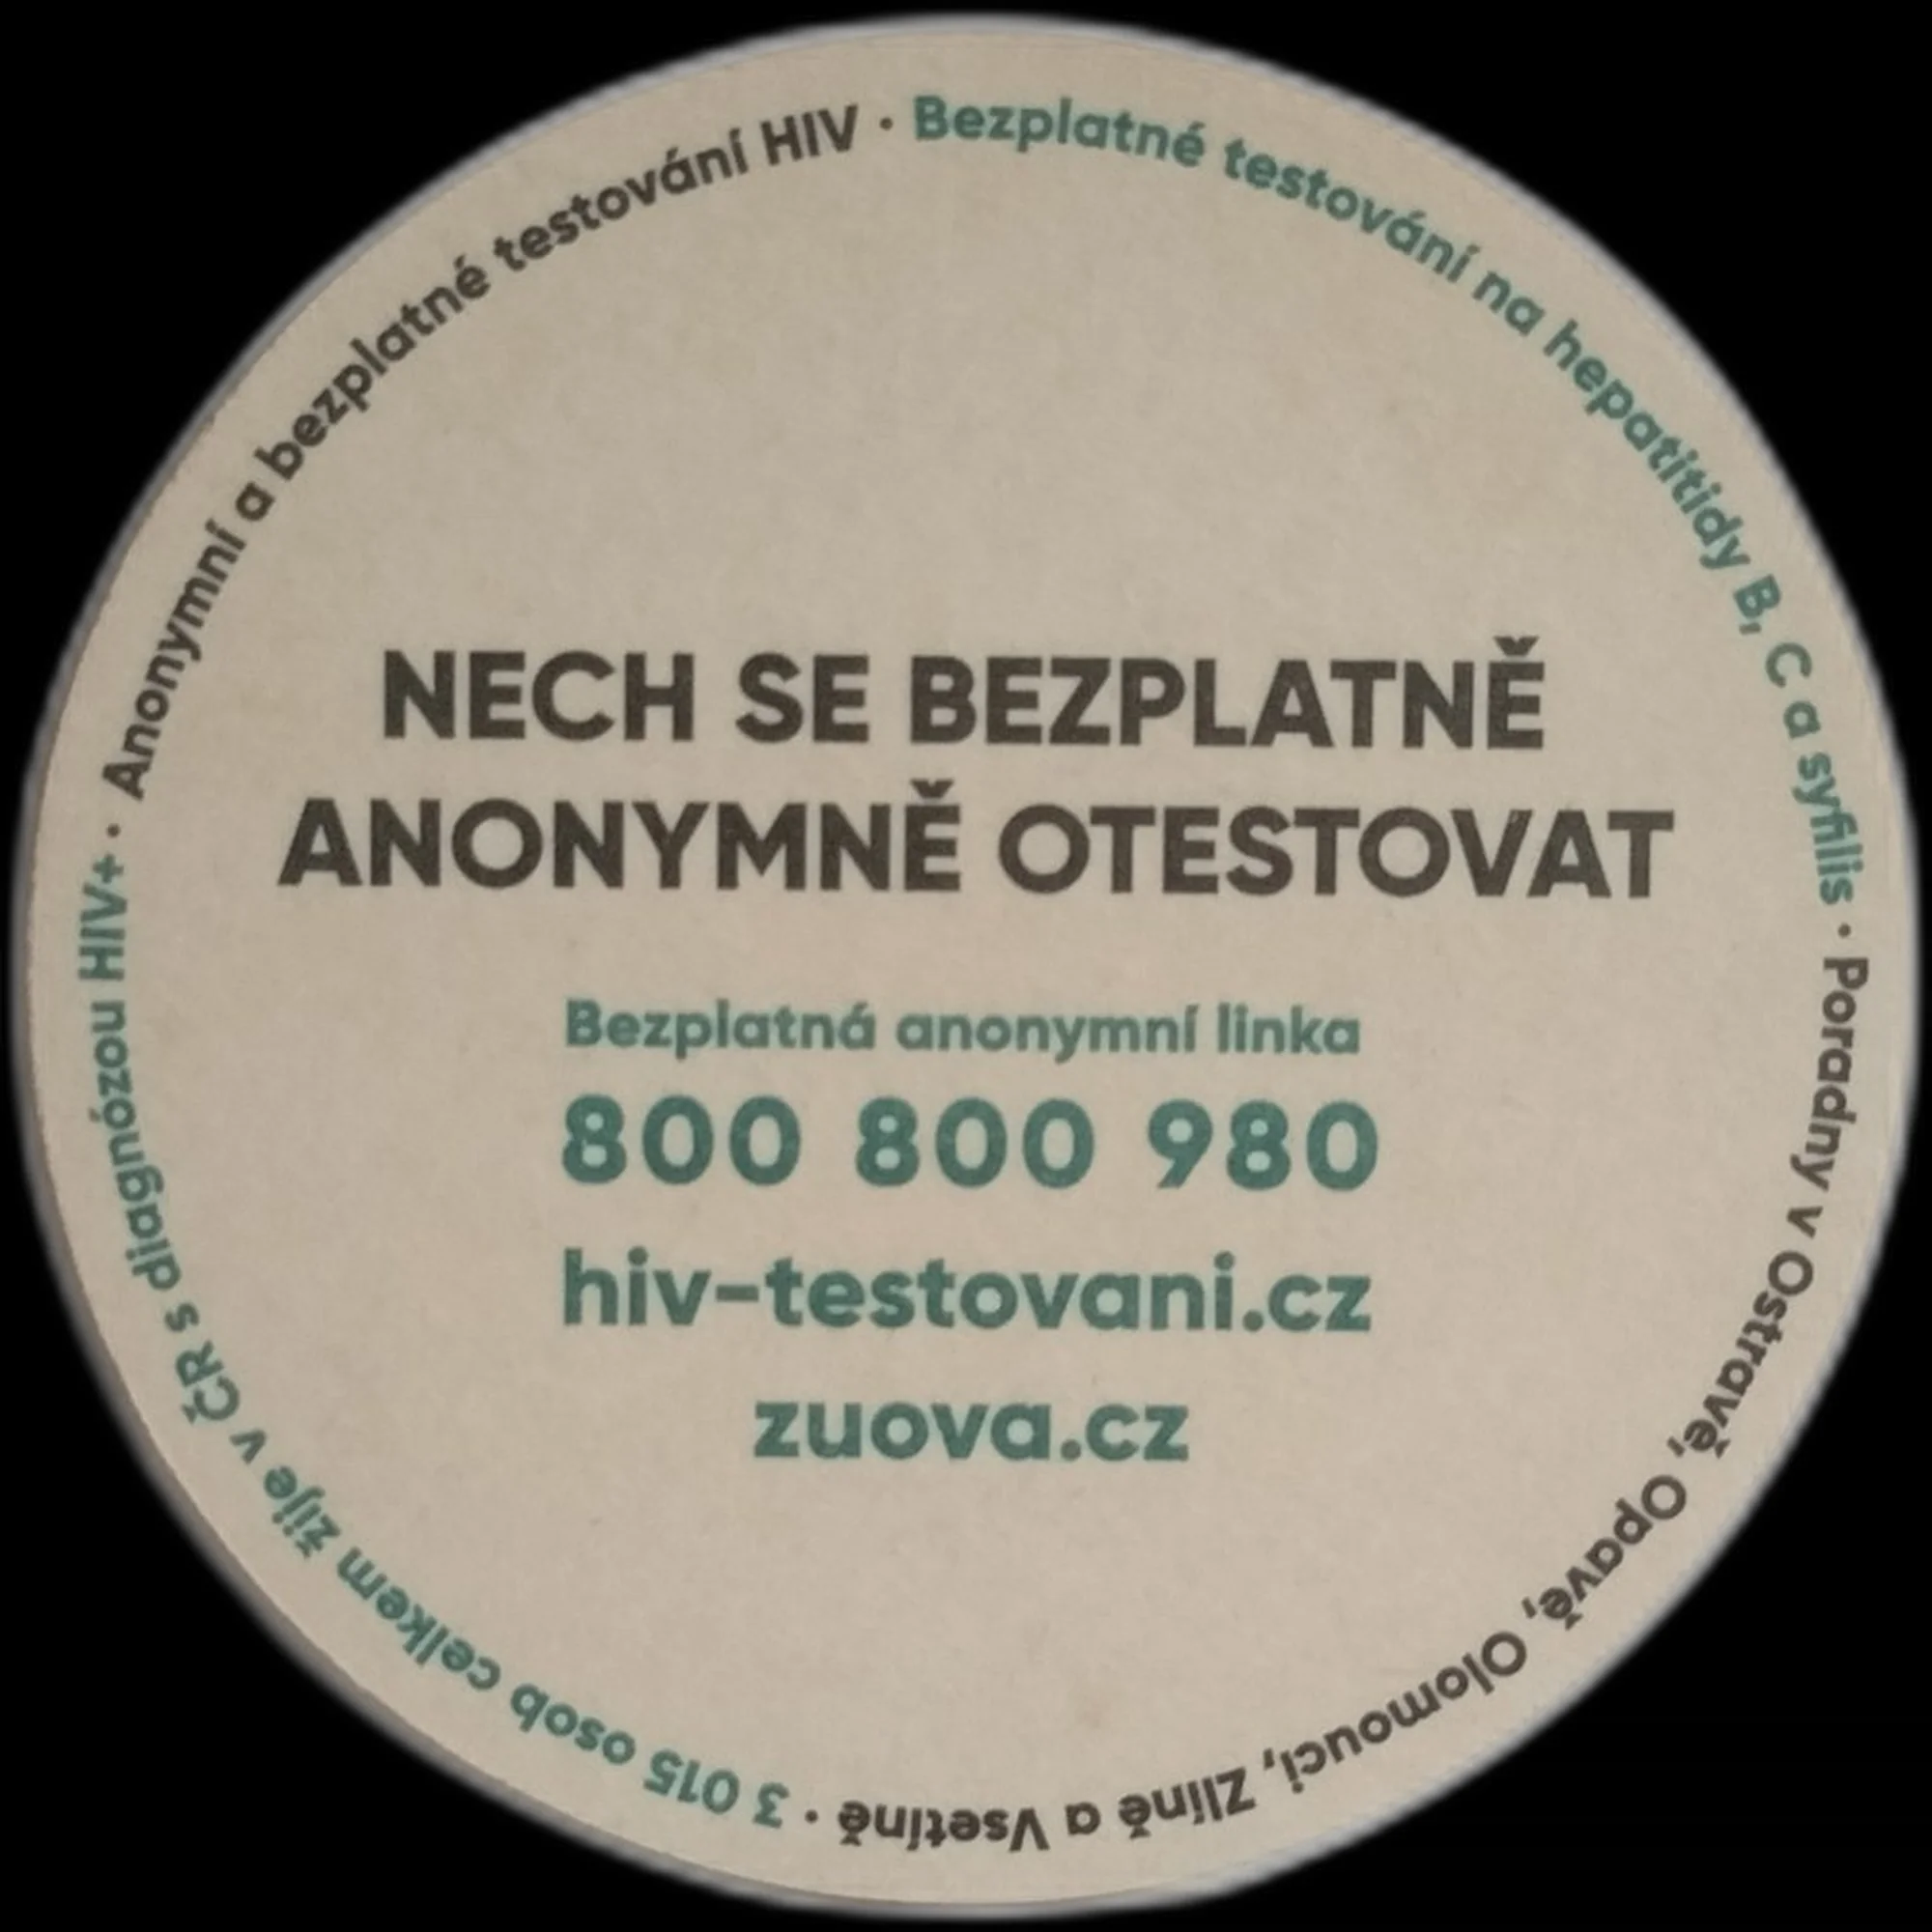 Anonymní a bezplatné testování HIV · Bezplatné testování na hepatitidy B, C a syfilis · Poradny v Ostravě, Opavě, Olomouci, Zlíně a Vsetíně · 3 015 osob celkem žije v ČR s diagnózou HIV+ ·
NECH SE BEZPLATNĚ
ANONYMNĚ OTESTOVAT
Bezplatná anonymní linka
800 800 980
hiv-testovani.cz
zuova.cz